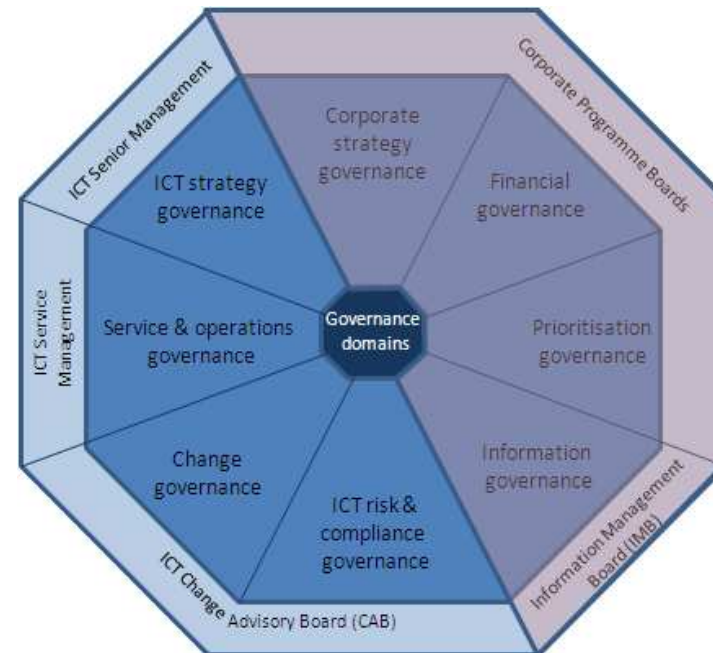 Corporate Programme Boards
ICT Senior Management
Corporate
strategy
governance
ICT strategy
governance
Financial
governance
Governance
domains
Prioritisation
governance
Service & operations
governance
ICT Service
Management
Information
governance
Change
governance
ICT risk &
compliance
governance
Information Management
Board (IMB)
ICT Change
Advisory Board (CAB)